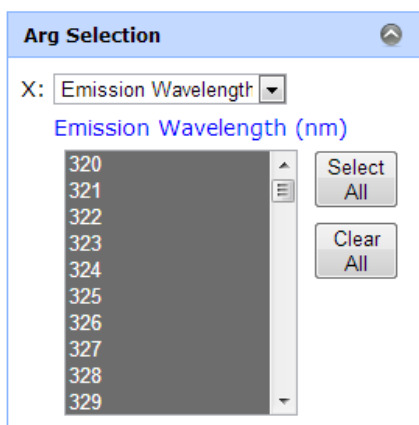 Arg Selection
X: Emission Wavelength
Emission Wavelength (nm)
320
321
322
323
324
325
326
327
328
329
Select
All
Clear
All